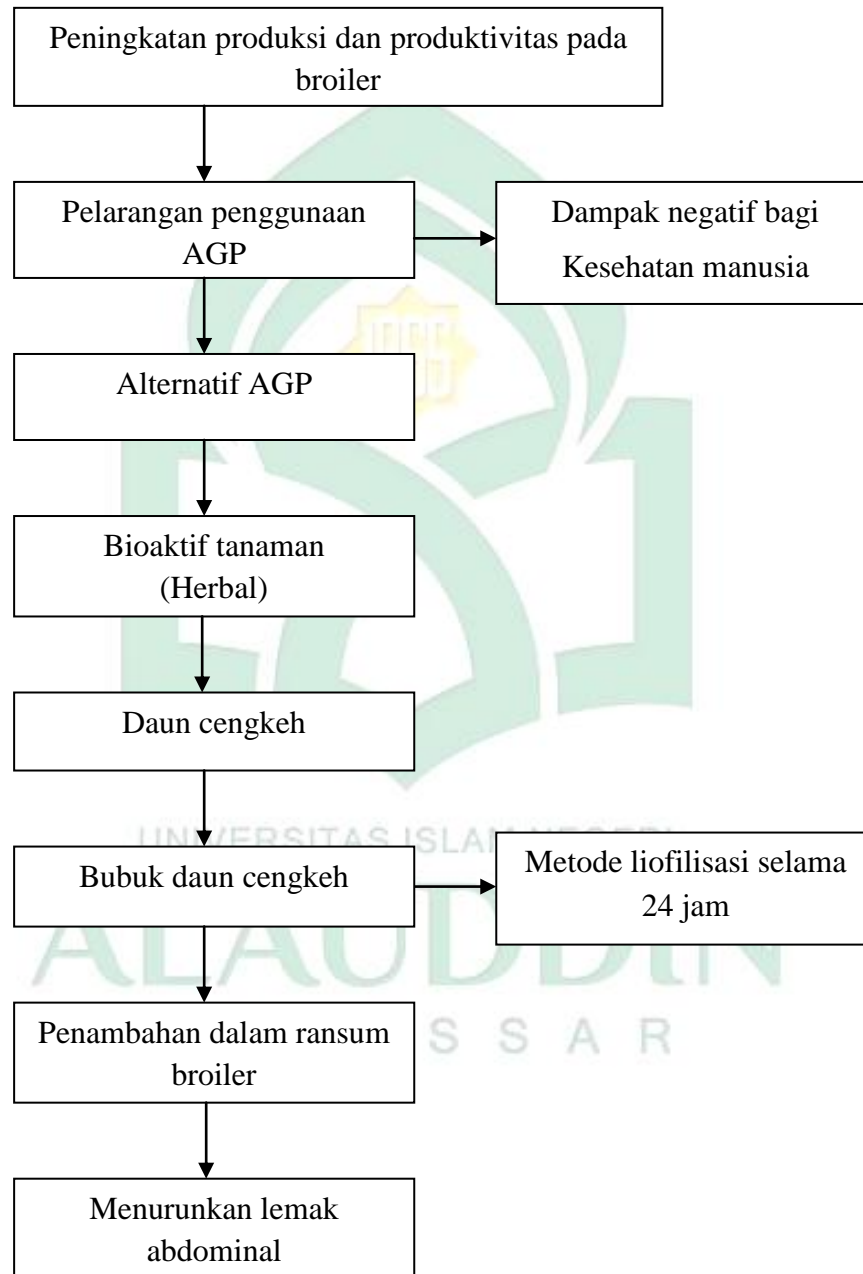 Peningkatan produksi dan produktivitas pada
broiler
Pelarangan penggunaan
AGP
Dampak negatif bagi
Kesehatan manusia
Alternatif AGP
Bioaktif tanaman
(Herbal)
Daun cengkeh
UNIVERSITAS ISLAM NEGERI
Bubuk daun cengkeh
Metode liofilisasi selama
24 jam
ALAUDDIN
Penambahan dalam ransum
broiler
S S A R
Menurunkan lemak
abdominal